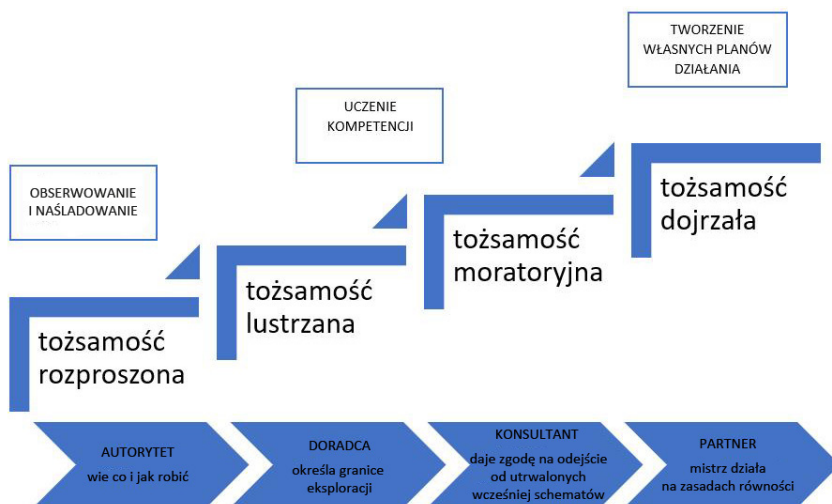 TWORZENIE
WŁASNYCH PLANÓW
DZIAŁANIA
UCZENIE
KOMPETENCJI
OBSERWOWANIE
I NAŚLADOWANIE
tożsamość
dojrzała
tożsamość
moratoryjna
tożsamość
lustrzana
tożsamość
rozproszona
AUTORYTET
wie co i jak robić
DORADCA
określa granice
eksploracji
KONSULTANT
daje zgodę na odejście
od utrwalonych
wcześniej schematów
PARTNER
mistrz działa
na zasadach równości